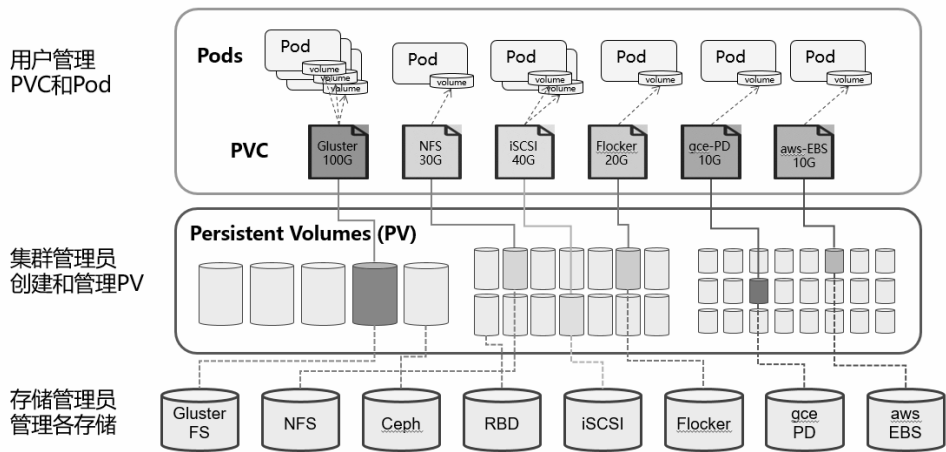 用户管理
PVC和Pod
Pods
Pod
volume
volume
volume
Pod
volume
Pod
volume
volume
volume
Pod
volume
Pod
volume
Pod
volume
PVC
Gluster
100G
NFS
30G
iSCSI
40G
Flocker
20G
gce-PD
10G
aws-EBS
10G
集群管理员
创建和管理PV
Persistent Volumes (PV)
存储管理员
管理各存储
Gluster
FS
NFS
Ceph
RBD
iSCSI
Flocker
gce
PD
aws
EBS